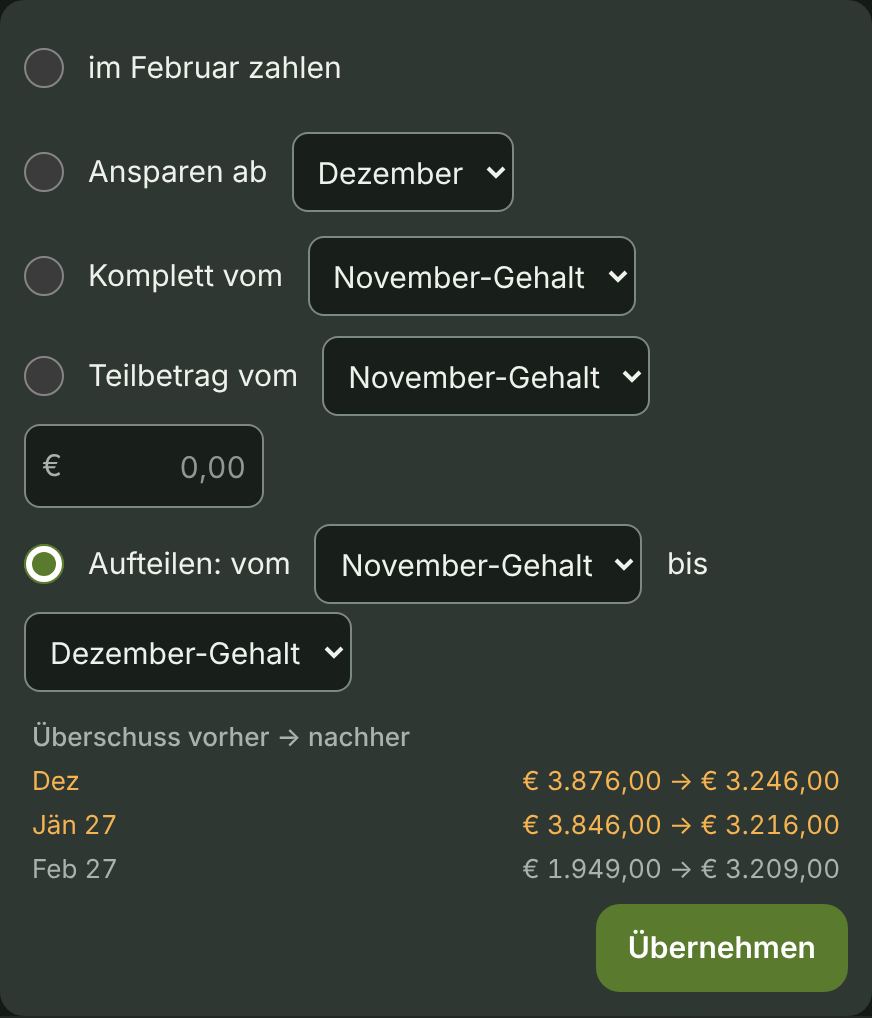 im Februar zahlen
Ansparen ab Dezember
Komplett vom November-Gehalt
Teilbetrag vom November-Gehalt
€ 0,00
Aufteilen: vom November-Gehalt bis
Dezember-Gehalt
Überschuss vorher → nachher
Dez € 3.876,00 → € 3.246,00
Jän 27 € 3.846,00 → € 3.216,00
Feb 27 € 1.949,00 → € 3.209,00
Übernehmen